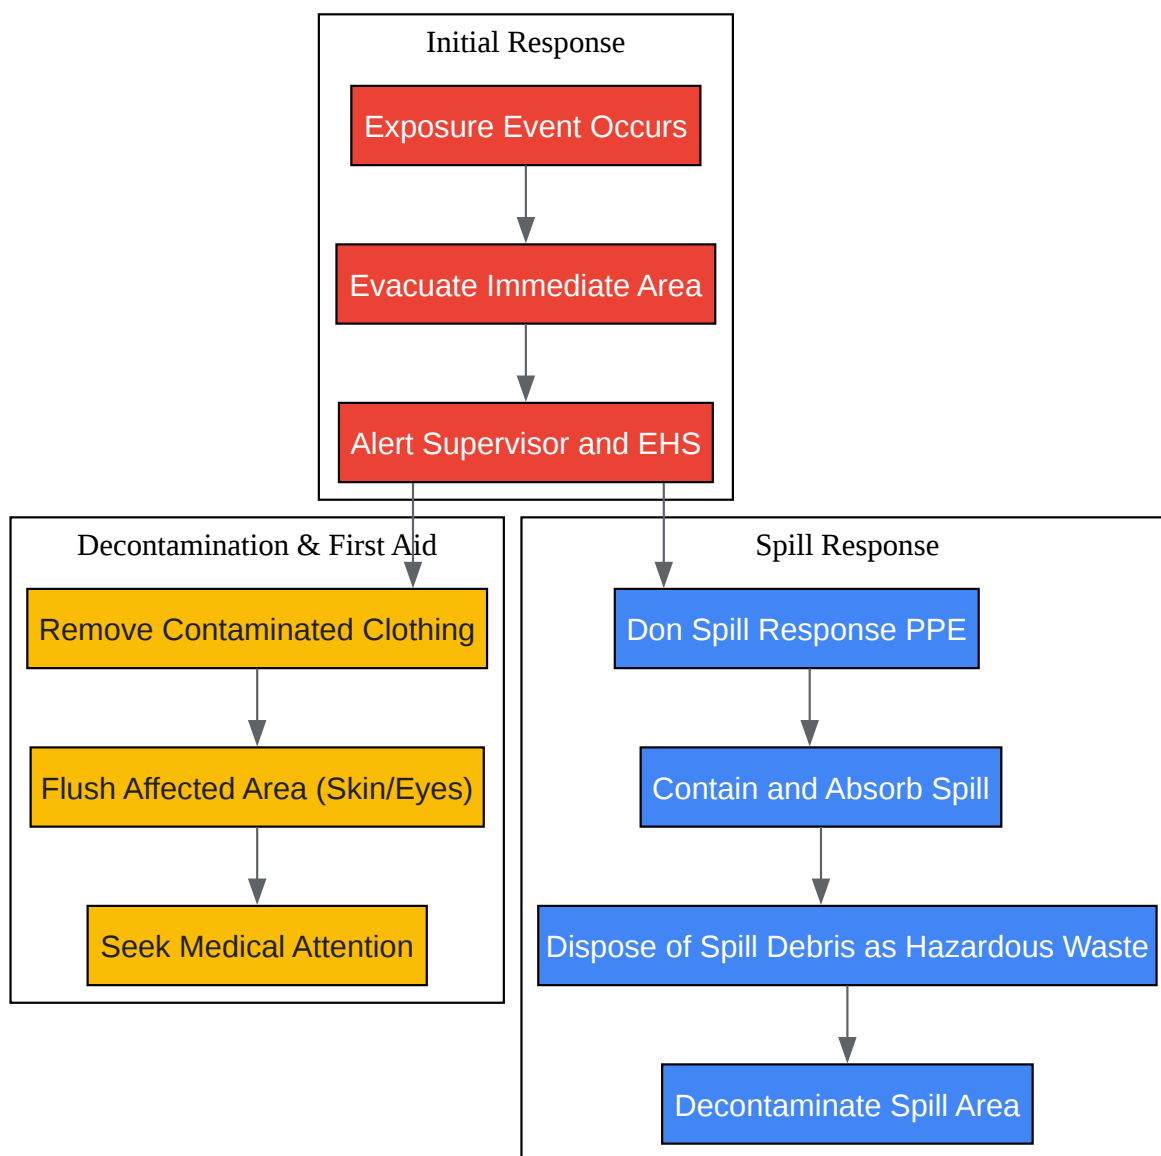 Initial Response
Exposure Event Occurs
Evacuate Immediate Area
Alert Supervisor and EHS
Decontamination & First Aid
Remove Contaminated Clothing
Flush Affected Area (Skin/Eyes)
Seek Medical Attention
Spill Response
Don Spill Response PPE
Contain and Absorb Spill
Dispose of Spill Debris as Hazardous Waste
Decontaminate Spill Area